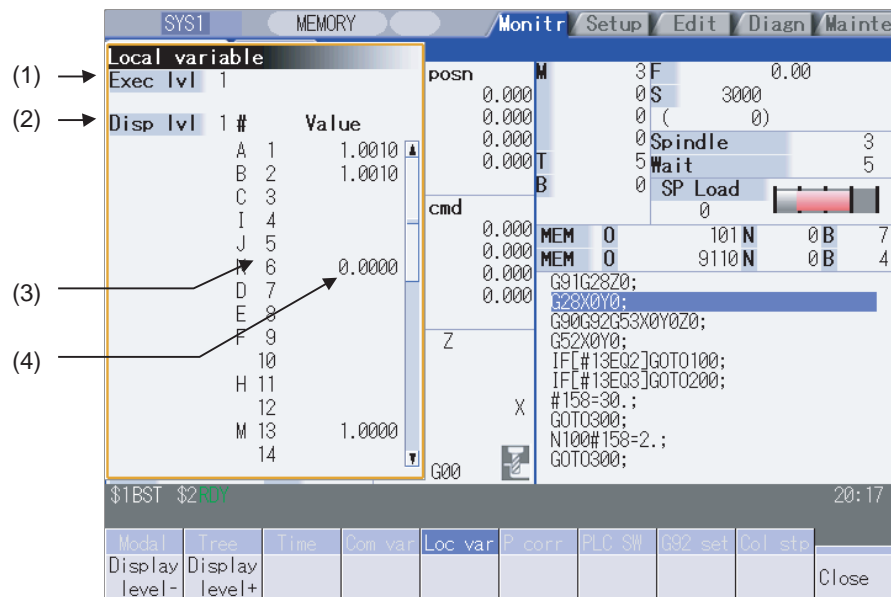 SYS1 MEMORY Monitr Setup Edit Diagn Mainte
Local variable
(1) Exec lvl 1
(2) Disp lvl 1 # Value
A 1 1.0010
B 2 1.0010
C 3
I 4
J 5
K 6 0.0000
(3)
D 7
E 8
(4)
F 9
10
H 11
12
M 13 1.0000
14
posn
0.000
0.000
0.000
0.000
cmd
0.000
0.000
0.000
0.000
Z
X
G00
M 3
0
0
0
T 5
B 0
F 0.00
S 3000
( 0)
Spindle 3
Wait 5
SP Load
0
MEM O 101 N 0 B 7
MEM O 9110 N 0 B 4
G91G28Z0;
G28X0Y0;
G90G92G53X0Y0Z0;
G52X0Y0;
IF[#13EQ2]GOTO100;
IF[#13EQ3]GOTO200;
#158=30.;
GOTO300;
N100#158=2.;
GOTO300;
$1BST $2RDY 20:17
Modal Tree Time Com var Loc var P corr PLC SW G92 set Col stp
Display level- Display level+ Close